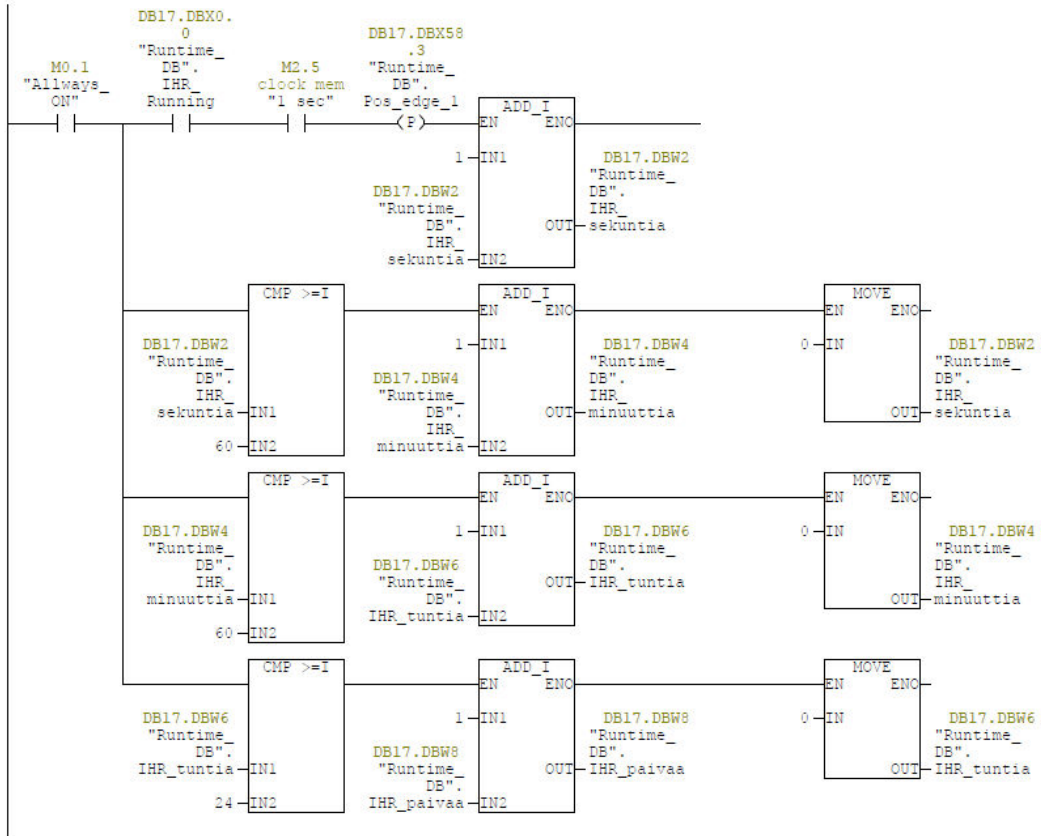 DB17.DBX0.
0
"Runtime_
DB".
IHR_
Running
DB17.DBX58
.3
"Runtime_
DB".
Pos_edge_1
M0.1
"Allways_
ON"
M2.5
clock mem
"1 sec"
(P)
ADD_I
EN ENO
1 IN1
DB17.DBW2
"Runtime_
DB".
IHR_
sekuntia IN2
DB17.DBW2
"Runtime_
DB".
IHR_
OUT sekuntia
CMP >=I
DB17.DBW2
"Runtime_
DB".
IHR_
sekuntia IN1
60 IN2
ADD_I
EN ENO
1 IN1
DB17.DBW4
"Runtime_
DB".
IHR_
minuuttia IN2
DB17.DBW4
"Runtime_
DB".
IHR_
OUT minuuttia
MOVE
EN ENO
0 IN
DB17.DBW2
"Runtime_
DB".
IHR_
OUT sekuntia
CMP >=I
DB17.DBW4
"Runtime_
DB".
IHR_
minuuttia IN1
60 IN2
ADD_I
EN ENO
1 IN1
DB17.DBW6
"Runtime_
DB".
IHR_tuntia IN2
DB17.DBW6
"Runtime_
DB".
OUT IHR_tuntia
MOVE
EN ENO
0 IN
DB17.DBW4
"Runtime_
DB".
IHR_
OUT minuuttia
CMP >=I
DB17.DBW6
"Runtime_
DB".
IHR_tuntia IN1
24 IN2
ADD_I
EN ENO
1 IN1
DB17.DBW8
"Runtime_
DB".
IHR_paivaa IN2
DB17.DBW8
"Runtime_
DB".
OUT IHR_paivaa
MOVE
EN ENO
0 IN
DB17.DBW6
"Runtime_
DB".
OUT IHR_tuntia